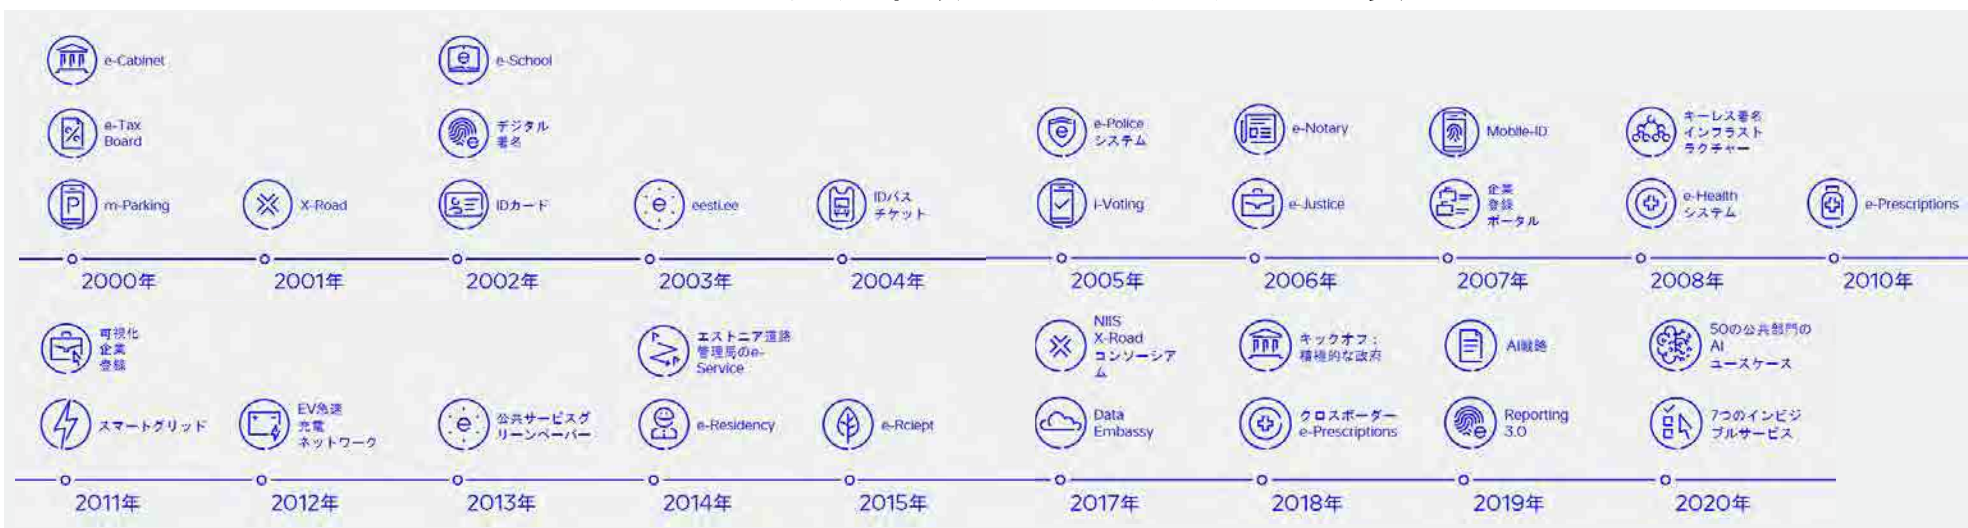 e-Cabinet
e-School
e-Tax
Board
デジタル
署名
e-Police
システム
e-Notary
Mobile-ID
キーレス署名
インフラスト
ラクチャー
m-Parking
X-Road
IDカード
eesti.ee
IDバス
チケット
i-Voting
e-Justice
企業
登録
ポータル
e-Health
システム
e-Prescriptions
2000年
2001年
2002年
2003年
2004年
2005年
2006年
2007年
2008年
2010年
可視化
企業
登録
エストニア道路
管理局のe-
Service
NIIS
X-Road
コンソーシア
ム
キックオフ：
積極的な政府
AI戦略
50の公共部門の
AI
ユースケース
スマートグリッド
EV急速
充電
ネットワーク
公共サービスグ
リーンペーパー
e-Residency
e-Rciept
Data
Embassy
クロスボーダー
e-Prescriptions
Reporting
3.0
7つのインビジ
ブルサービス
2011年
2012年
2013年
2014年
2015年
2017年
2018年
2019年
2020年